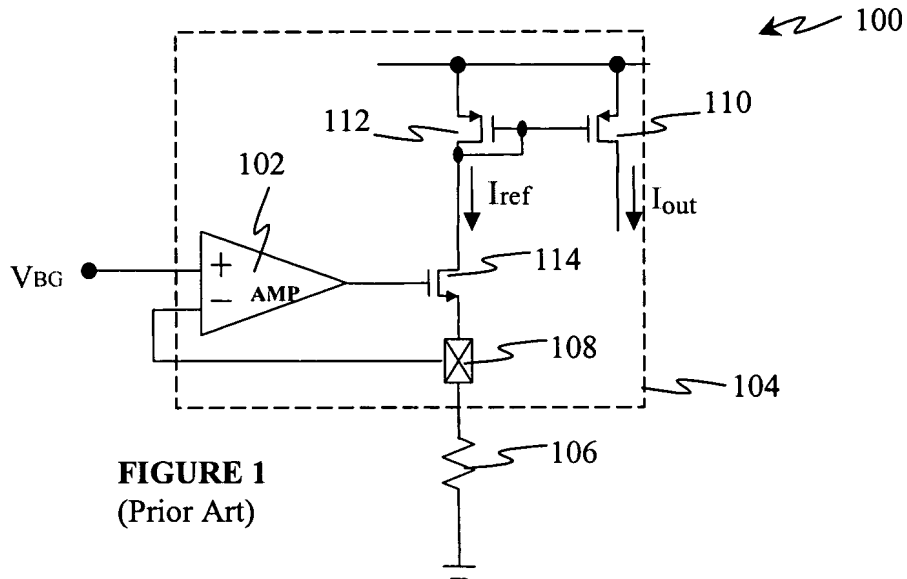 100
112
110
102
Iref
Iout
VBG
+
AMP
−
114
108
104
106
FIGURE 1
(Prior Art)